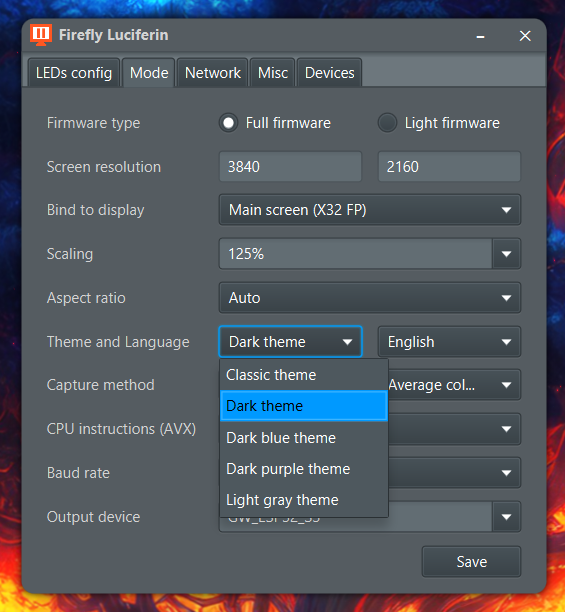 Firefly Luciferin
LEDs config Mode Network Misc Devices
Firmware type Full firmware Light firmware
Screen resolution 3840 2160
Bind to display Main screen (X32 FP)
Scaling 125%
Aspect ratio Auto
Theme and Language Dark theme English
Capture method Average col...
Classic theme
Dark theme
CPU instructions (AVX)
Dark blue theme
Baud rate
Dark purple theme
Light gray theme
Output device
Save